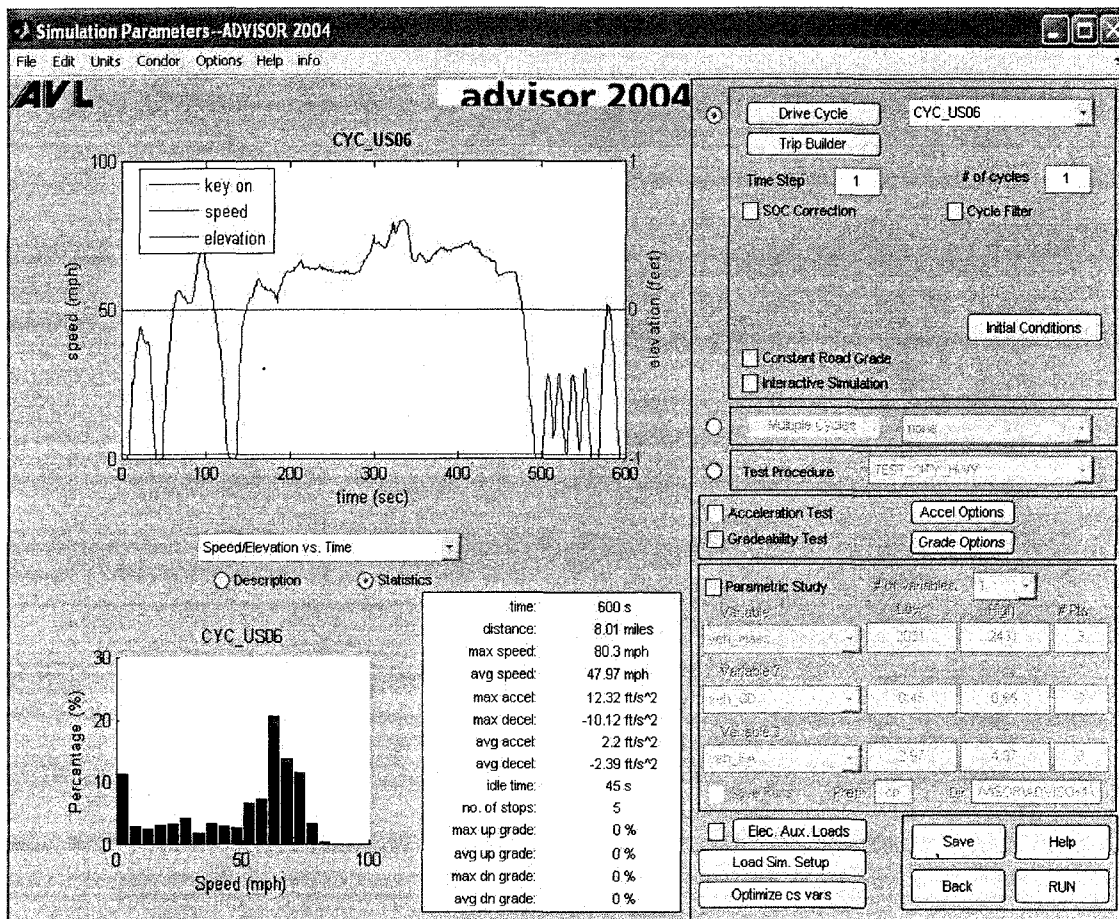 Simulation Parameters--ADVISOR 2004
File Edit Units Condor Options Help info
AVL
advisor 2004
CYC_US06
100
50
0
speed (mph)
key on
speed
elevation
1
0
-1
elevation (feet)
0 100 200 300 400 500 600
time (sec)
Speed/Elevation vs. Time
Description Statistics
CYC_US06
30
20
10
0
Percentage (%)
0 50 100
Speed (mph)
time: 600 s
distance: 8.01 miles
max speed: 80.3 mph
avg speed: 47.97 mph
max accel: 12.32 ft/s^2
max decel: -10.12 ft/s^2
avg accel: 2.2 ft/s^2
avg decel: -2.39 ft/s^2
idle time: 45 s
no. of stops: 5
max up grade: 0 %
avg up grade: 0 %
max dn grade: 0 %
avg dn grade: 0 %
Drive Cycle CYC_US06
Trip Builder
Time Step 1 # of cycles 1
SOC Correction Cycle Filter
Initial Conditions
Constant Road Grade
Interactive Simulation
Multiple Cycles none
Test Procedure TEST_CITY_HWY
Acceleration Test Accel Options
Gradeability Test Grade Options
Parametric Study # of variables: 1
Variable Low High # Pts
veh_mass 3
Variable 2
veh_CD
Variable 3
veh_FA
Elec. Aux. Loads
Load Sim. Setup
Optimize cs vars
Save Help
Back RUN